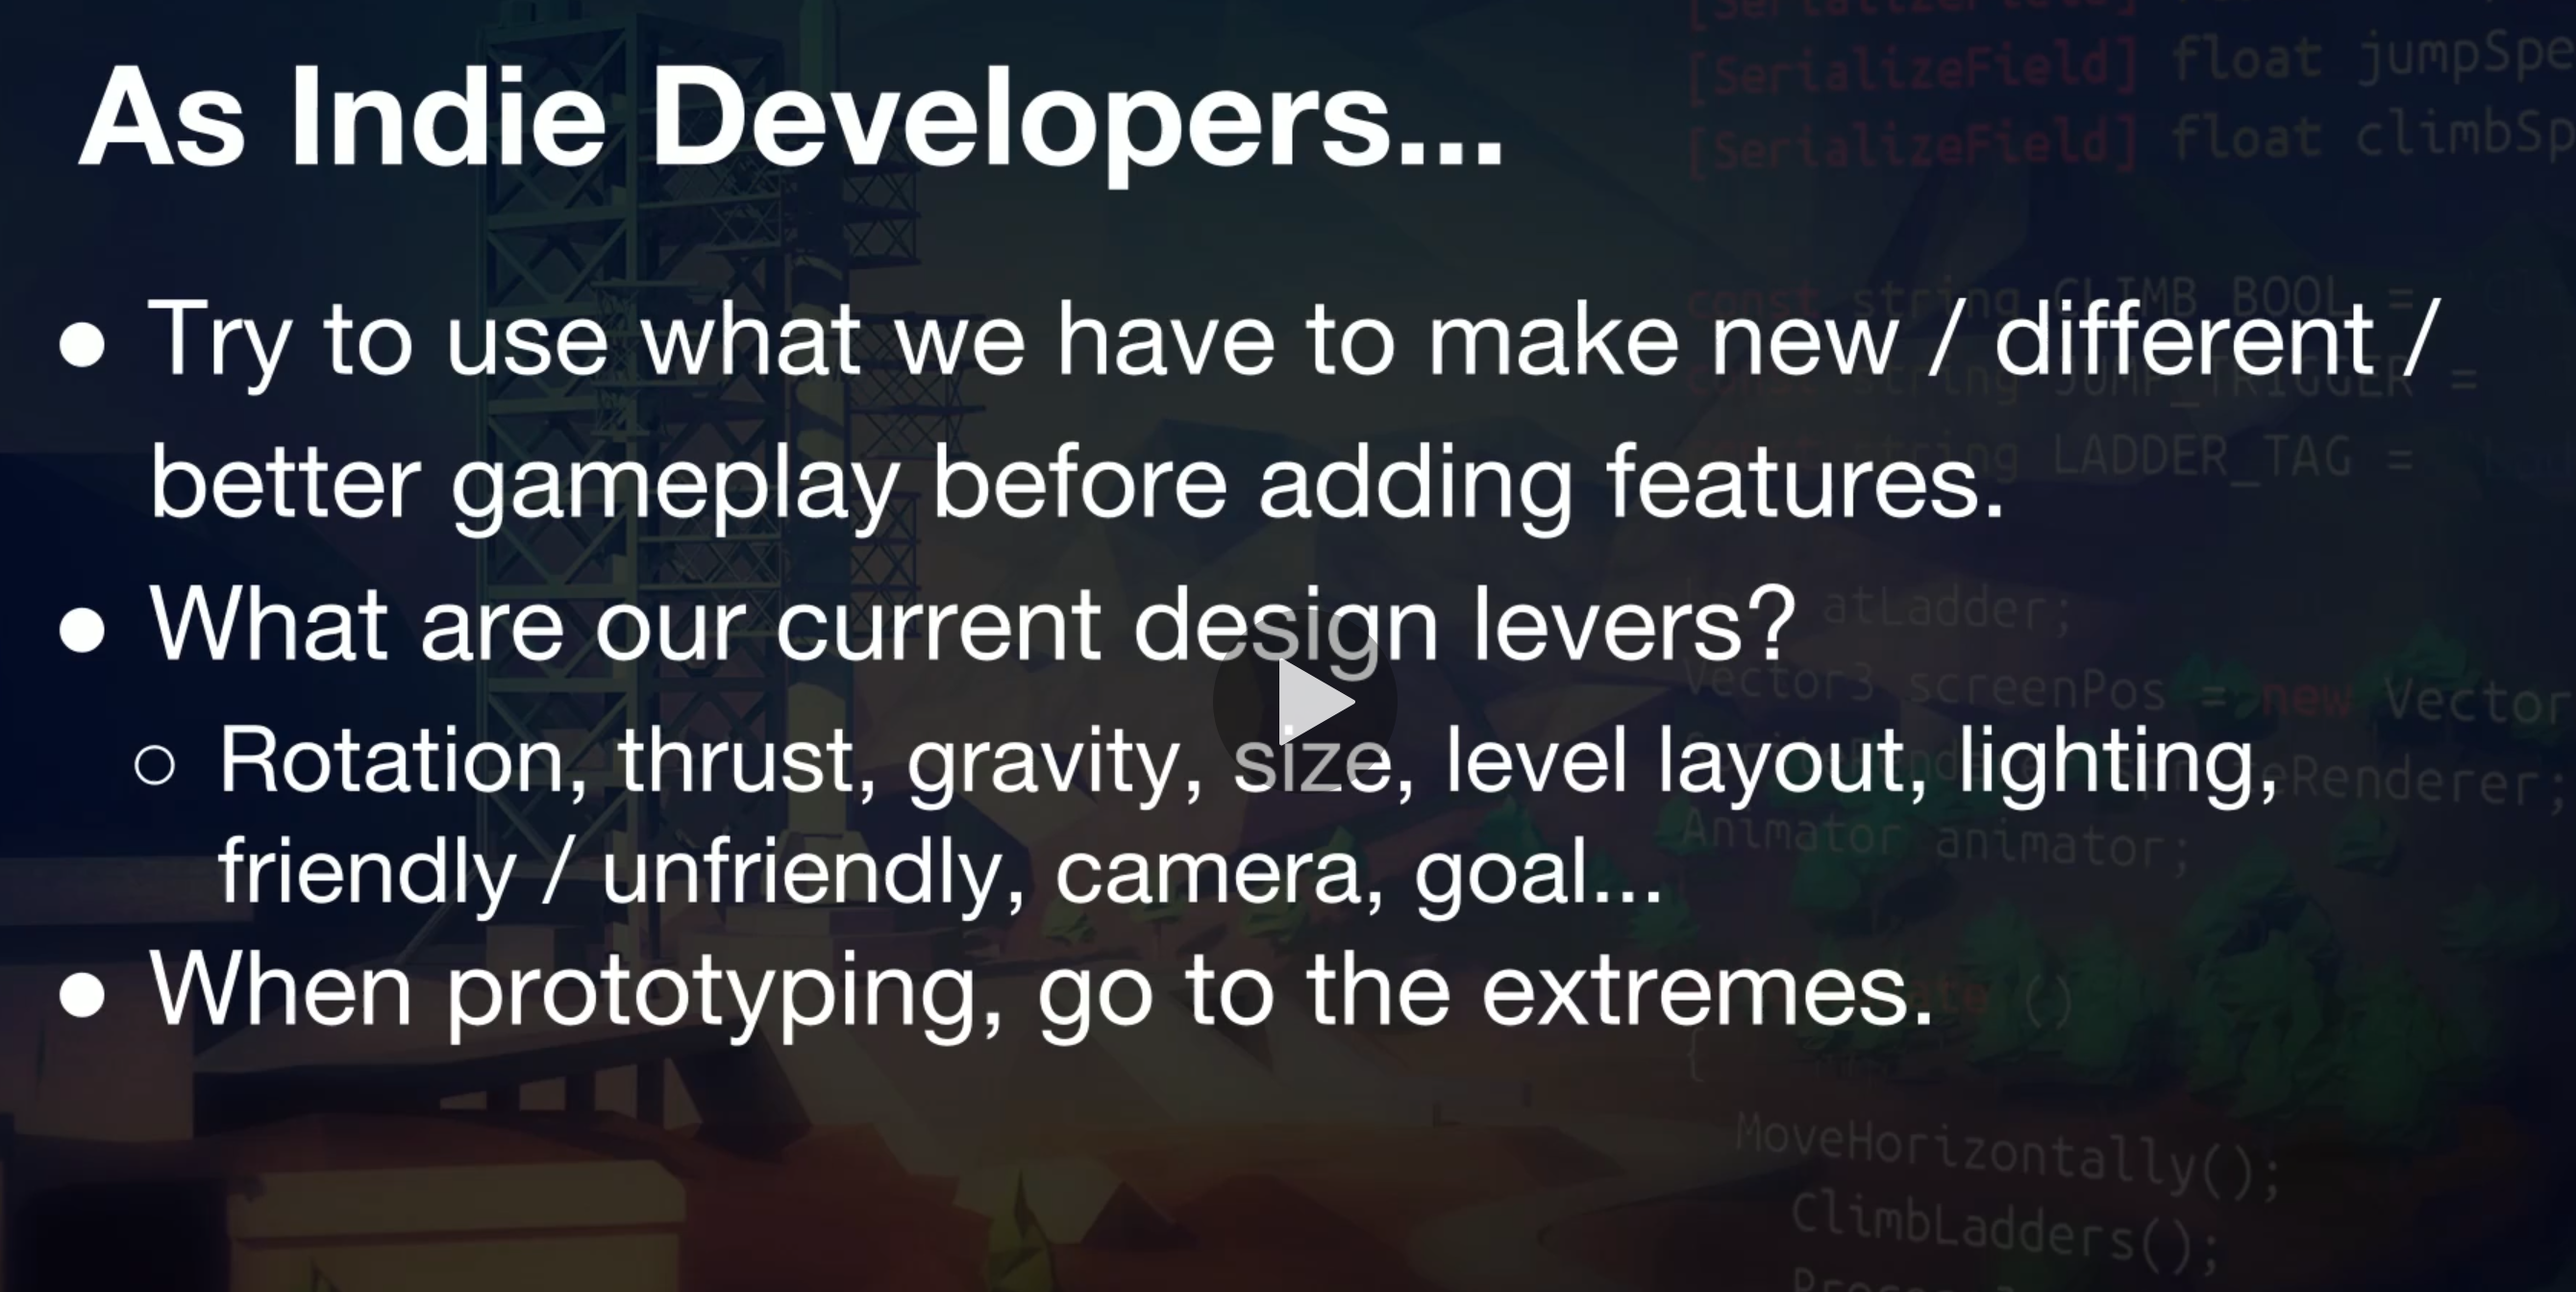 As Indie Developers...
● Try to use what we have to make new / different /
better gameplay before adding features.
● What are our current design levers?
○ Rotation, thrust, gravity, size, level layout, lighting,
friendly / unfriendly, camera, goal...
● When prototyping, go to the extremes.
[SerializeField]
[SerializeField] float jumpSpe
[SerializeField] float climbSp
const string CLIMB_BOOL =
const string JUMP_TRIGGER =
string LADDER_TAG =
atLadder;
Vector3 screenPos = new Vector
eRenderer;
Animator animator;
()
{
MoveHorizontally();
ClimbLadders();